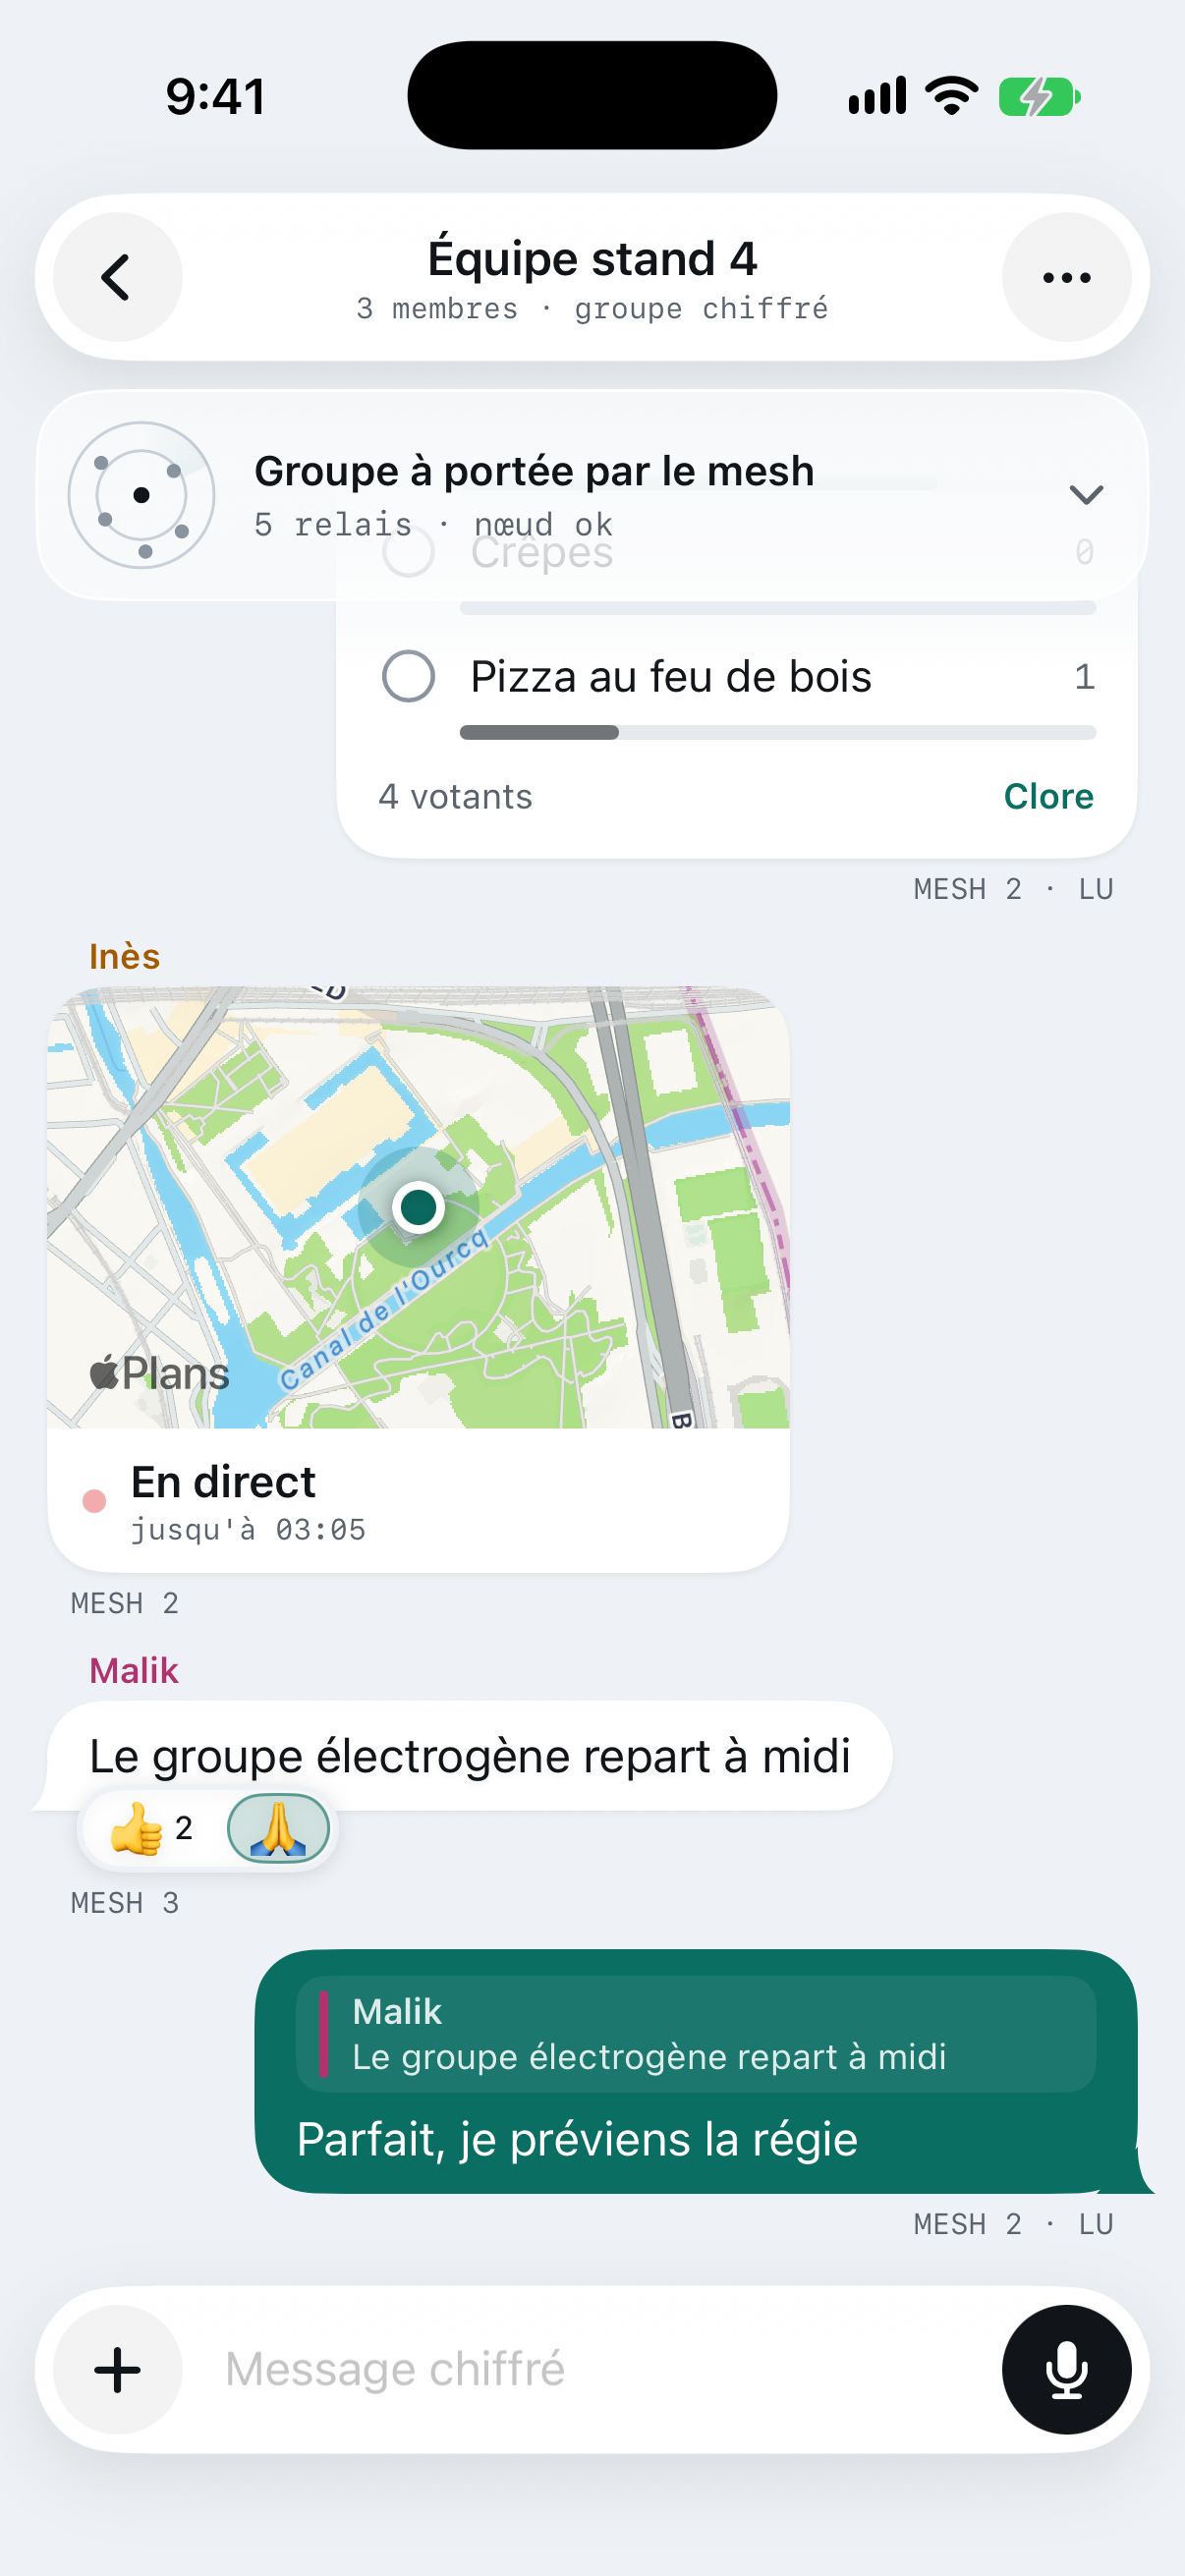 9:41
Équipe stand 4
3 membres · groupe chiffré
Groupe à portée par le mesh
5 relais · nœud ok
Crêpes 0
Pizza au feu de bois 1
4 votants Clore
MESH 2 · LU
Inès
Canal de l'Ourcq
Plans
B
En direct
jusqu'à 03:05
MESH 2
Malik
Le groupe électrogène repart à midi
👍 2 🙏
MESH 3
Malik
Le groupe électrogène repart à midi
Parfait, je préviens la régie
MESH 2 · LU
Message chiffré